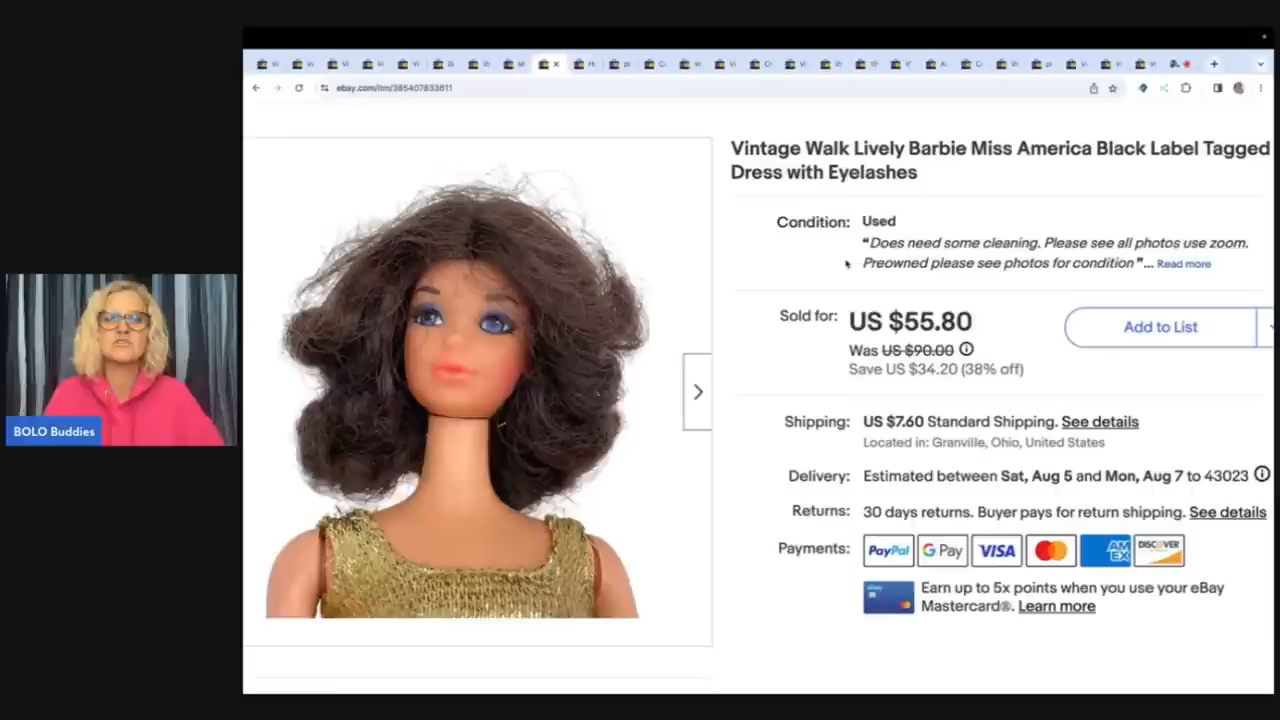 ebay.com/itm/385407833811
Vintage Walk Lively Barbie Miss America Black Label Tagged
Dress with Eyelashes
Condition: Used
“Does need some cleaning. Please see all photos use zoom.
Preowned please see photos for condition”... Read more
Sold for: US $55.80
Add to List
Was US $90.00
Save US $34.20 (38% off)
Shipping: US $7.60 Standard Shipping. See details
Located in: Granville, Ohio, United States
BOLO Buddies
Delivery: Estimated between Sat, Aug 5 and Mon, Aug 7 to 43023
Returns: 30 days returns. Buyer pays for return shipping. See details
Payments: PayPal G Pay VISA AM EX DISCOVER
Earn up to 5x points when you use your eBay
Mastercard®. Learn more